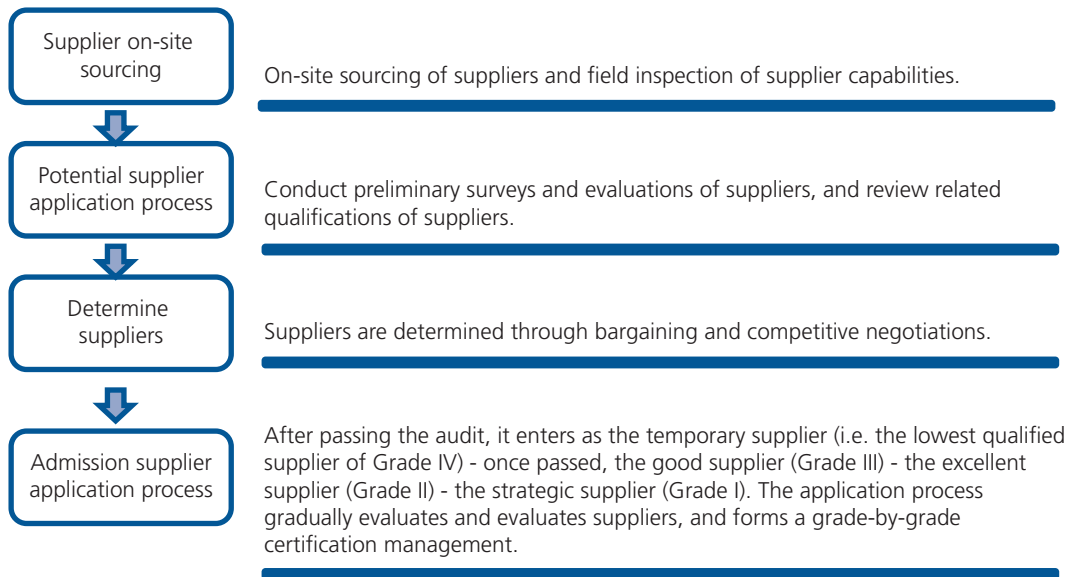 Supplier on-site
sourcing
On-site sourcing of suppliers and field inspection of supplier capabilities.
Potential supplier
application process
Conduct preliminary surveys and evaluations of suppliers, and review related
qualifications of suppliers.
Determine
suppliers
Suppliers are determined through bargaining and competitive negotiations.
Admission supplier
application process
After passing the audit, it enters as the temporary supplier (i.e. the lowest qualified
supplier of Grade IV) - once passed, the good supplier (Grade III) - the excellent
supplier (Grade II) - the strategic supplier (Grade I). The application process
gradually evaluates and evaluates suppliers, and forms a grade-by-grade
certification management.